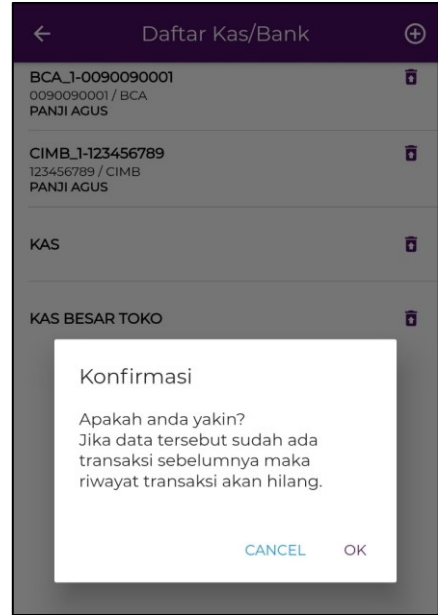 Daftar Kas/Bank
BCA_1-0090090001
0090090001 / BCA
PANJI AGUS
CIMB_1-123456789
123456789 / CIMB
PANJI AGUS
KAS
KAS BESAR TOKO
Konfirmasi
Apakah anda yakin?
Jika data tersebut sudah ada
transaksi sebelumnya maka
riwayat transaksi akan hilang.
CANCEL OK